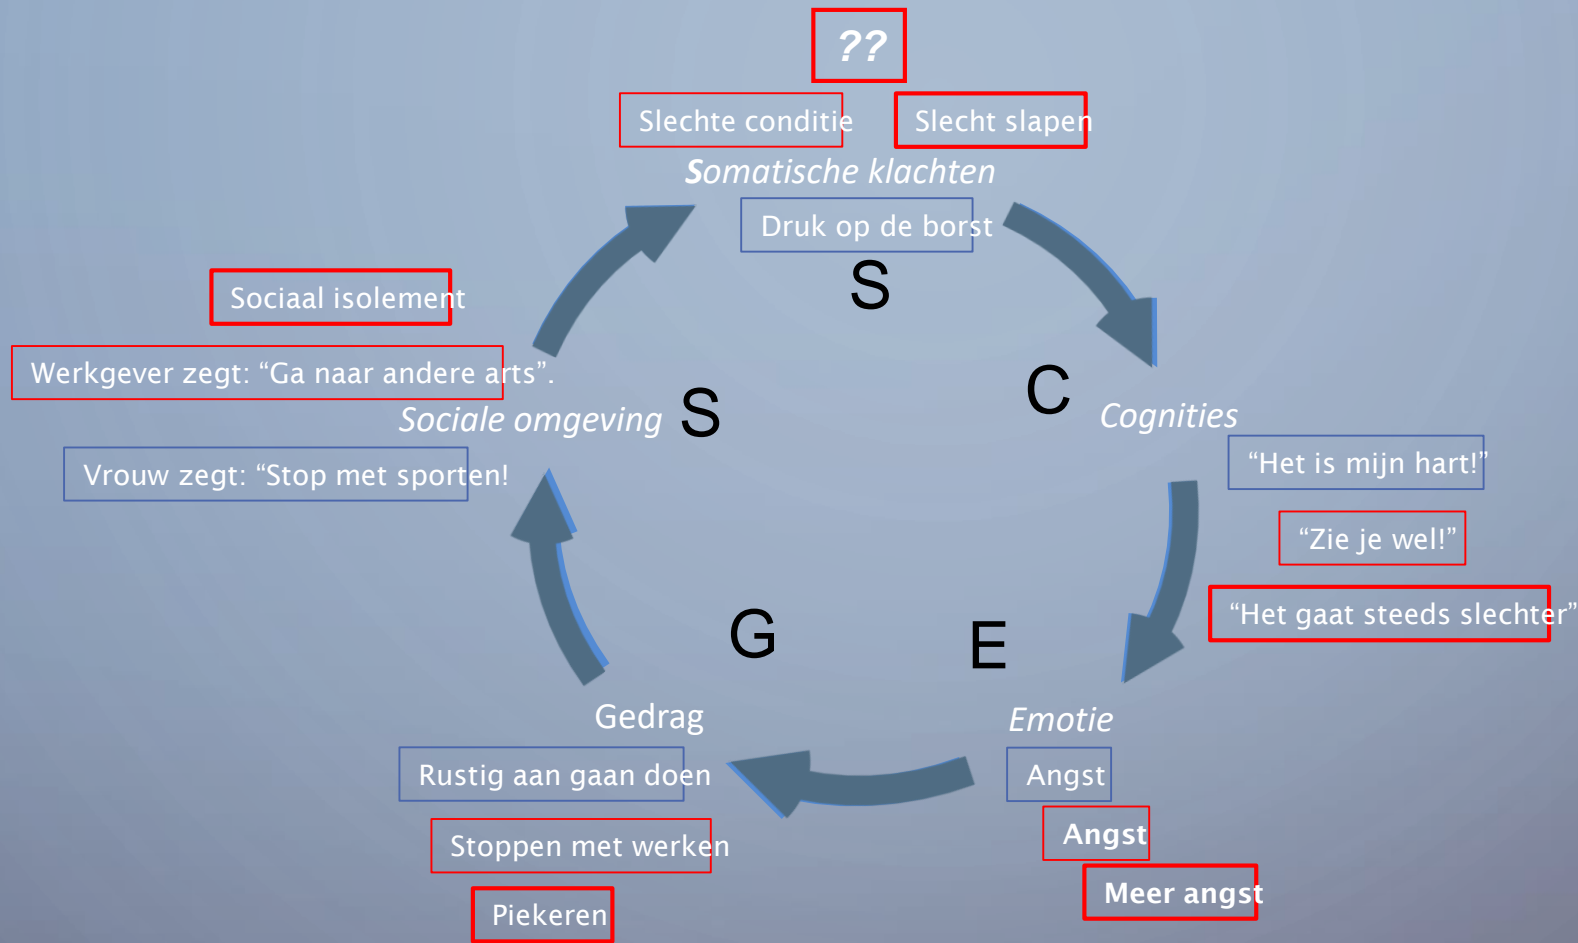 ??
Slechte conditie
Slecht slapen
Somatische klachten
Druk op de borst
S
Sociaal isolement
Werkgever zegt: “Ga naar andere arts”.
Sociale omgeving
S
Vrouw zegt: “Stop met sporten!
C
Cognities
“Het is mijn hart!”
“Zie je wel!”
“Het gaat steeds slechter”
G
E
Gedrag
Rustig aan gaan doen
Stoppen met werken
Piekeren
Emotie
Angst
Angst
Meer angst